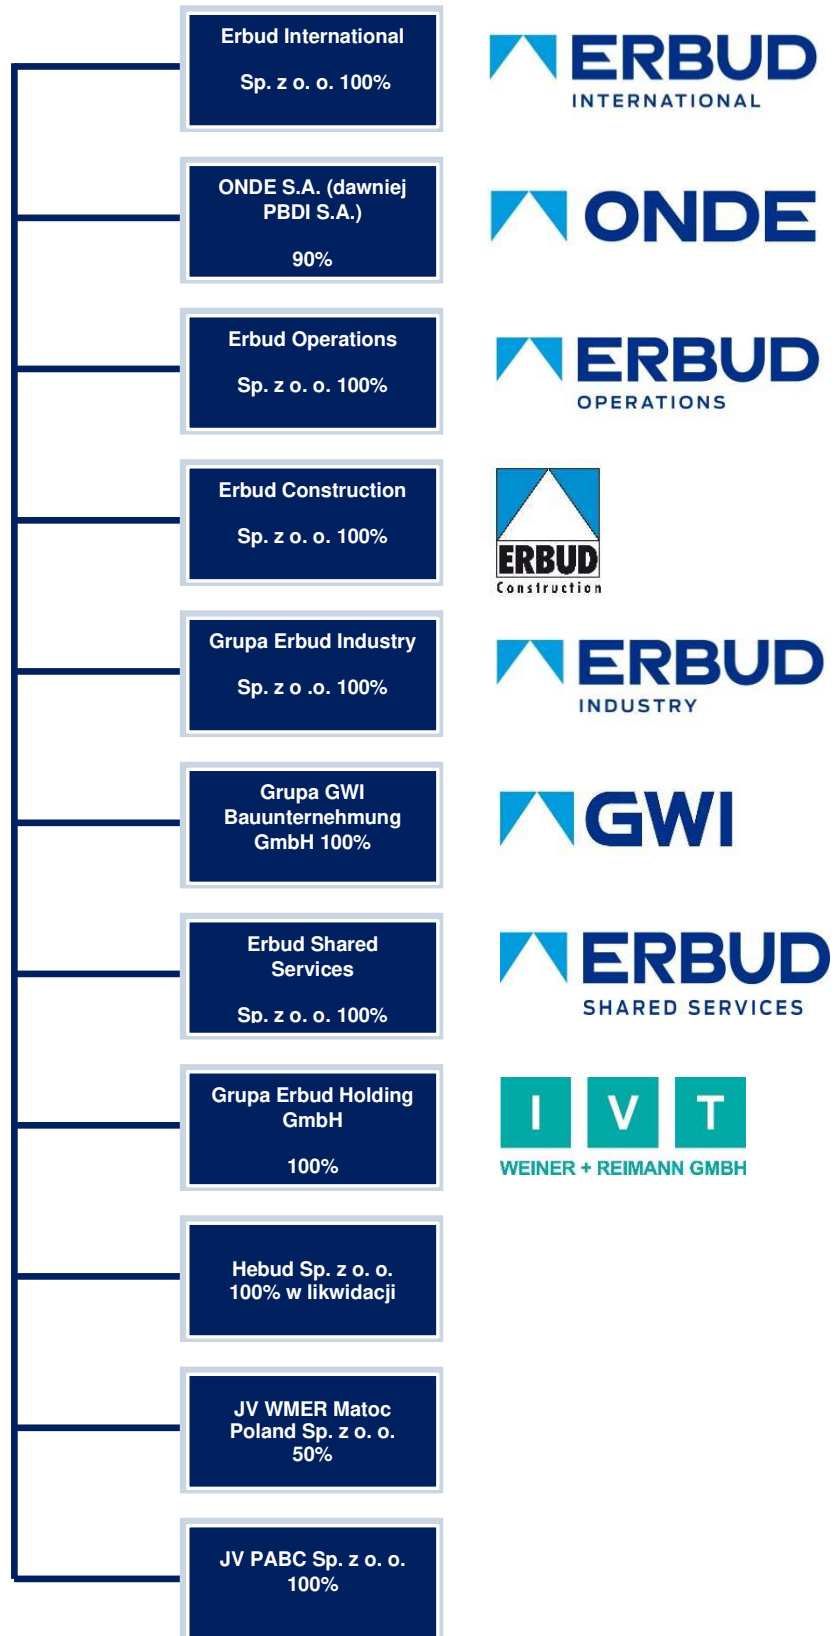 Erbud International
Sp. z o. o. 100%
ERBUD
INTERNATIONAL
ONDE S.A. (dawniej
PBDI S.A.)
90%
ONDE
Erbud Operations
Sp. z o. o. 100%
ERBUD
OPERATIONS
Erbud Construction
Sp. z o. o. 100%
ERBUD
Construction
Grupa Erbud Industry
Sp. z o .o. 100%
ERBUD
INDUSTRY
Grupa GWI
Bauunternehmung
GmbH 100%
GWI
Erbud Shared
Services
Sp. z o. o. 100%
ERBUD
SHARED SERVICES
Grupa Erbud Holding
GmbH
100%
I V T
WEINER + REIMANN GMBH
Hebud Sp. z o. o.
100% w likwidacji
JV WMER Matoc
Poland Sp. z o. o.
50%
JV PABC Sp. z o. o.
100%